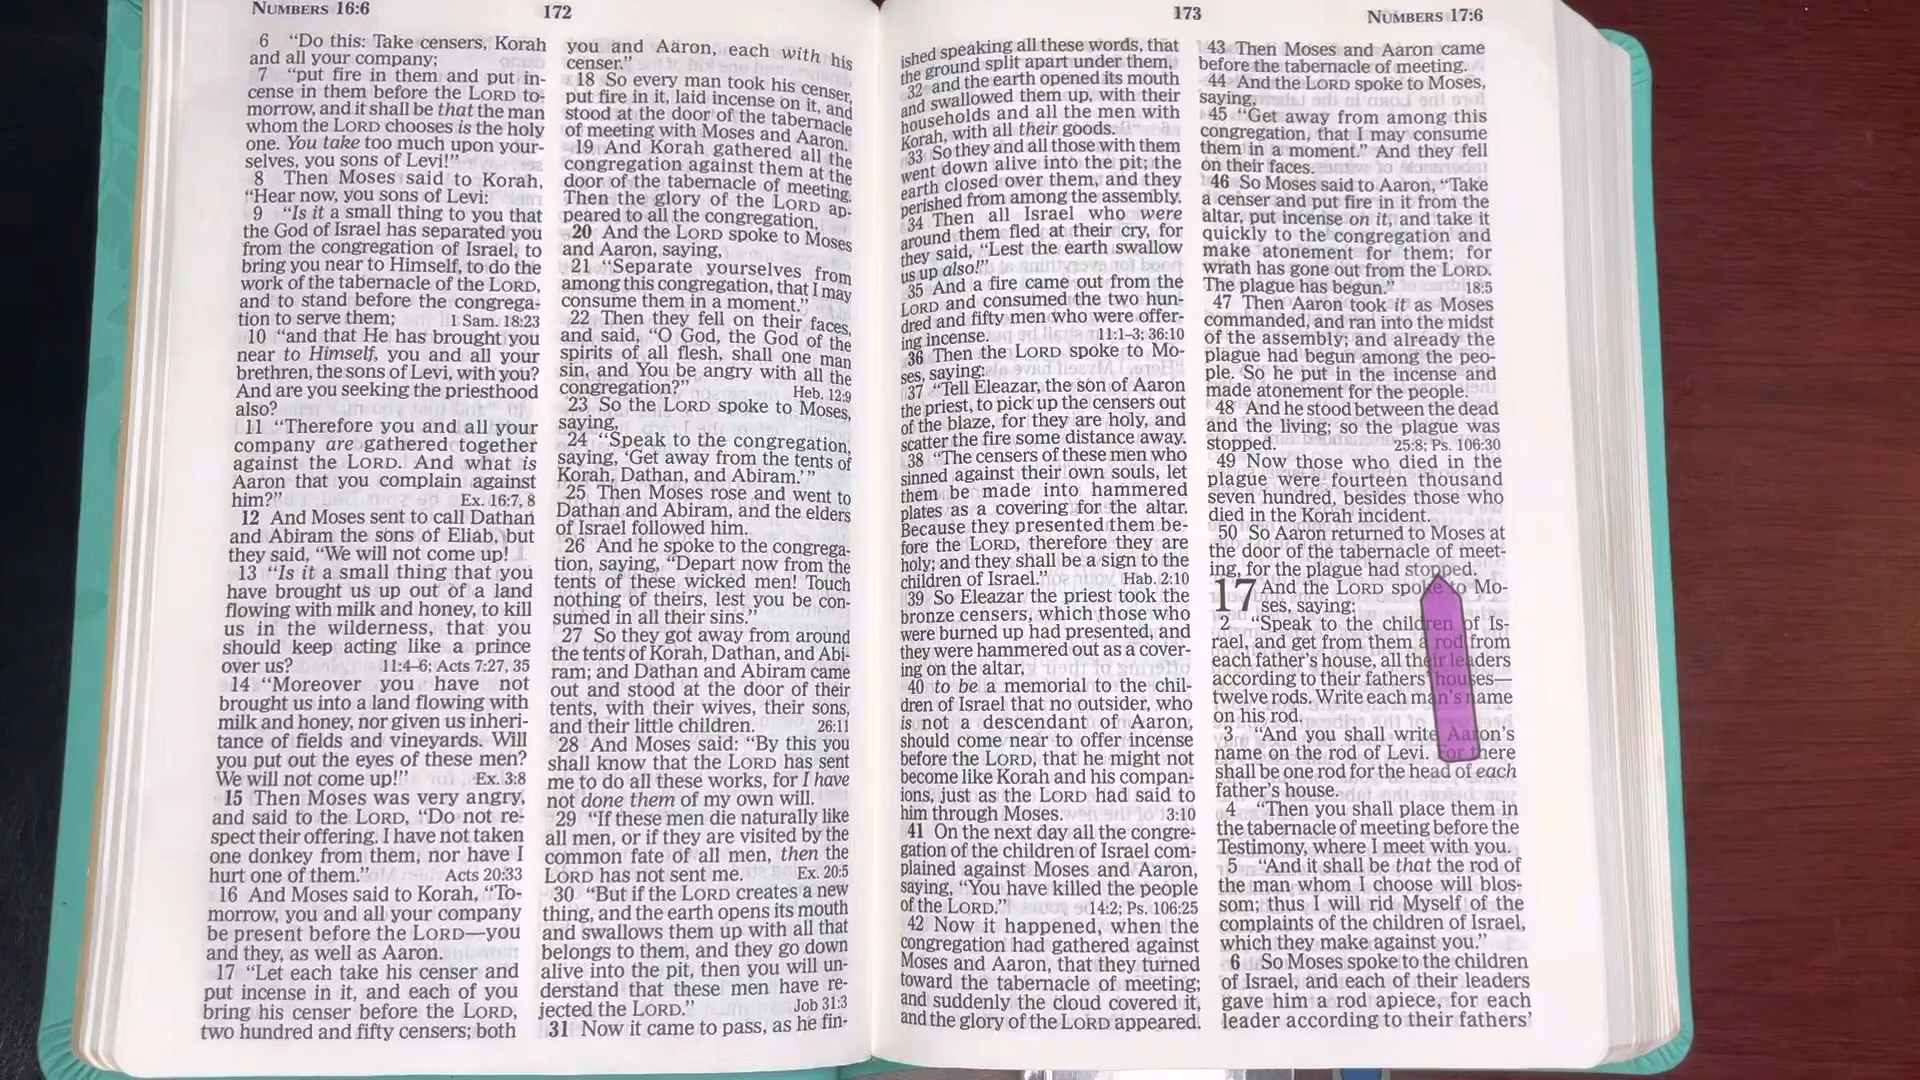 NUMBERS 16:6
172
6 “Do this: Take censers, Korah
and all your company;
7 “put fire in them and put in-
cense in them before the LORD to-
morrow, and it shall be that the man
whom the LORD chooses is the holy
one. You take too much upon your-
selves, you sons of Levi!”
8 Then Moses said to Korah,
“Hear now, you sons of Levi:
9 “Is it a small thing to you that
the God of Israel has separated you
from the congregation of Israel, to
bring you near to Himself, to do the
work of the tabernacle of the LORD,
and to stand before the congrega-
tion to serve them; 1 Sam. 18:23
10 “and that He has brought you
near to Himself, you and all your
brethren, the sons of Levi, with you?
And are you seeking the priesthood
also?
11 “Therefore you and all your
company are gathered together
against the LORD. And what is
Aaron that you complain against
him?” Ex. 16:7, 8
12 And Moses sent to call Dathan
and Abiram the sons of Eliab, but
they said, “We will not come up!
13 “Is it a small thing that you
have brought us up out of a land
flowing with milk and honey, to kill
us in the wilderness, that you
should keep acting like a prince
over us? 11:4–6; Acts 7:27, 35
14 “Moreover you have not
brought us into a land flowing with
milk and honey, nor given us inheri-
tance of fields and vineyards. Will
you put out the eyes of these men?
We will not come up!” Ex. 3:8
15 Then Moses was very angry,
and said to the LORD, “Do not re-
spect their offering. I have not taken
one donkey from them, nor have I
hurt one of them.” Acts 20:33
16 And Moses said to Korah, “To-
morrow, you and all your company
be present before the LORD—you
and they, as well as Aaron.
17 “Let each take his censer and
put incense in it, and each of you
bring his censer before the LORD,
two hundred and fifty censers; both
you and Aaron, each with his
censer.”
18 So every man took his censer,
put fire in it, laid incense on it, and
stood at the door of the tabernacle
of meeting with Moses and Aaron.
19 And Korah gathered all the
congregation against them at the
door of the tabernacle of meeting.
Then the glory of the LORD ap-
peared to all the congregation.
20 And the LORD spoke to Moses
and Aaron, saying,
21 “Separate yourselves from
among this congregation, that I may
consume them in a moment.”
22 Then they fell on their faces,
and said, “O God, the God of the
spirits of all flesh, shall one man
sin, and You be angry with all the
congregation?” Heb. 12:9
23 So the LORD spoke to Moses,
saying,
24 “Speak to the congregation,
saying, ‘Get away from the tents of
Korah, Dathan, and Abiram.’ ”
25 Then Moses rose and went to
Dathan and Abiram, and the elders
of Israel followed him.
26 And he spoke to the congrega-
tion, saying, “Depart now from the
tents of these wicked men! Touch
nothing of theirs, lest you be con-
sumed in all their sins.”
27 So they got away from around
the tents of Korah, Dathan, and Abi-
ram; and Dathan and Abiram came
out and stood at the door of their
tents, with their wives, their sons,
and their little children. 26:11
28 And Moses said: “By this you
shall know that the LORD has sent
me to do all these works, for I have
not done them of my own will.
29 “If these men die naturally like
all men, or if they are visited by the
common fate of all men, then the
LORD has not sent me. Ex. 20:5
30 “But if the LORD creates a new
thing, and the earth opens its mouth
and swallows them up with all that
belongs to them, and they go down
alive into the pit, then you will un-
derstand that these men have re-
jected the LORD.” Job 31:3
31 Now it came to pass, as he fin-
173
NUMBERS 17:6
ished speaking all these words, that
the ground split apart under them,
32 and the earth opened its mouth
and swallowed them up, with their
households and all the men with
Korah, with all their goods.
33 So they and all those with them
went down alive into the pit; the
earth closed over them, and they
perished from among the assembly.
34 Then all Israel who were
around them fled at their cry, for
they said, “Lest the earth swallow
us up also!”
35 And a fire came out from the
LORD and consumed the two hun-
dred and fifty men who were offer-
ing incense. 11:1–3; 36:10
36 Then the LORD spoke to Mo-
ses, saying:
37 “Tell Eleazar, the son of Aaron
the priest, to pick up the censers out
of the blaze, for they are holy, and
scatter the fire some distance away.
38 “The censers of these men who
sinned against their own souls, let
them be made into hammered
plates as a covering for the altar.
Because they presented them be-
fore the LORD, therefore they are
holy; and they shall be a sign to the
children of Israel.” Hab. 2:10
39 So Eleazar the priest took the
bronze censers, which those who
were burned up had presented, and
they were hammered out as a cover-
ing on the altar,
40 to be a memorial to the chil-
dren of Israel that no outsider, who
is not a descendant of Aaron,
should come near to offer incense
before the LORD, that he might not
become like Korah and his compan-
ions, just as the LORD had said to
him through Moses. 3:10
41 On the next day all the congre-
gation of the children of Israel com-
plained against Moses and Aaron,
saying, “You have killed the people
of the LORD.” 14:2; Ps. 106:25
42 Now it happened, when the
congregation had gathered against
Moses and Aaron, that they turned
toward the tabernacle of meeting;
and suddenly the cloud covered it,
and the glory of the LORD appeared.
43 Then Moses and Aaron came
before the tabernacle of meeting.
44 And the LORD spoke to Moses,
saying,
45 “Get away from among this
congregation, that I may consume
them in a moment.” And they fell
on their faces.
46 So Moses said to Aaron, “Take
a censer and put fire in it from the
altar, put incense on it, and take it
quickly to the congregation and
make atonement for them; for
wrath has gone out from the LORD.
The plague has begun.” 18:5
47 Then Aaron took it as Moses
commanded, and ran into the midst
of the assembly; and already the
plague had begun among the peo-
ple. So he put in the incense and
made atonement for the people.
48 And he stood between the dead
and the living; so the plague was
stopped. 25:8; Ps. 106:30
49 Now those who died in the
plague were fourteen thousand
seven hundred, besides those who
died in the Korah incident.
50 So Aaron returned to Moses at
the door of the tabernacle of meet-
ing, for the plague had stopped.
17 And the LORD spoke to Mo-
ses, saying:
2 “Speak to the children of Is-
rael, and get from them a rod from
each father’s house, all their leaders
according to their fathers’ houses—
twelve rods. Write each man’s name
on his rod.
3 “And you shall write Aaron’s
name on the rod of Levi. For there
shall be one rod for the head of each
father’s house.
4 “Then you shall place them in
the tabernacle of meeting before the
Testimony, where I meet with you.
5 “And it shall be that the rod of
the man whom I choose will blos-
som; thus I will rid Myself of the
complaints of the children of Israel,
which they make against you.”
6 So Moses spoke to the children
of Israel, and each of their leaders
gave him a rod apiece, for each
leader according to their fathers’